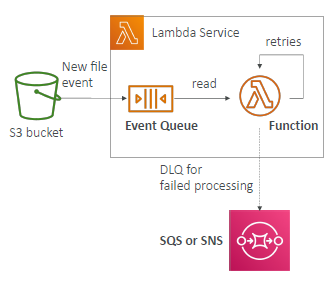 Lambda Service
retries
New file
event
read
S3 bucket
Event Queue
Function
DLQ for
failed processing
SQS or SNS